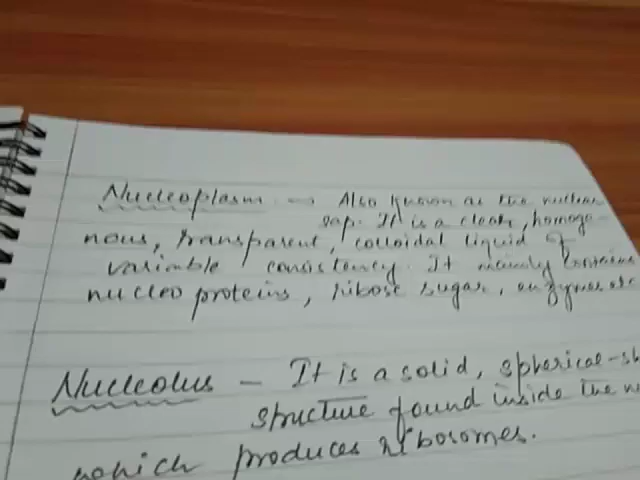 Nucleoplasm → Also known as the nuclear
sap. It is a clear, homoge-
nous, transparent, colloidal liquid of
variable consistency. It mainly contains
nucleo proteins, ribose sugar, enzymes etc
Nucleolus – It is a solid, spherical-sh
structure found inside the n
which produces ribosomes.